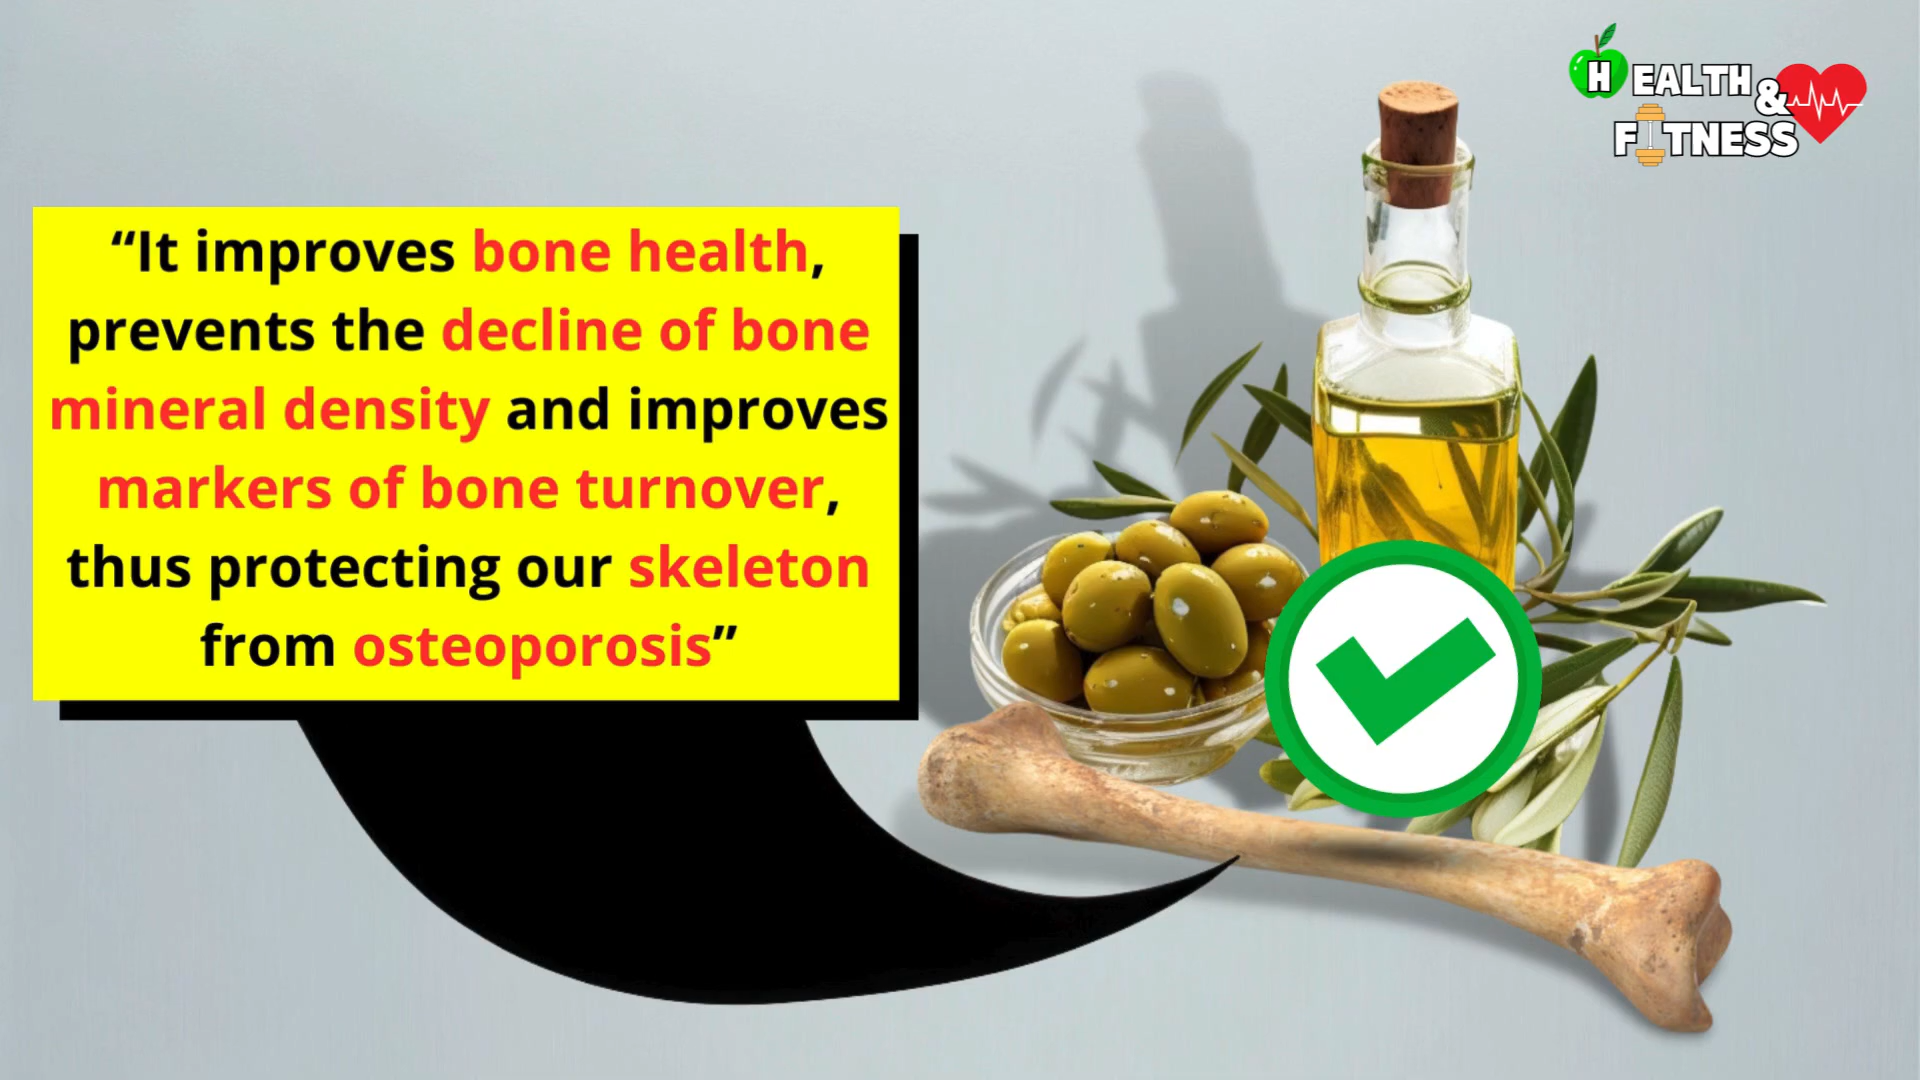 HEALTH &
FITNESS
“It improves bone health,
prevents the decline of bone
mineral density and improves
markers of bone turnover,
thus protecting our skeleton
from osteoporosis”